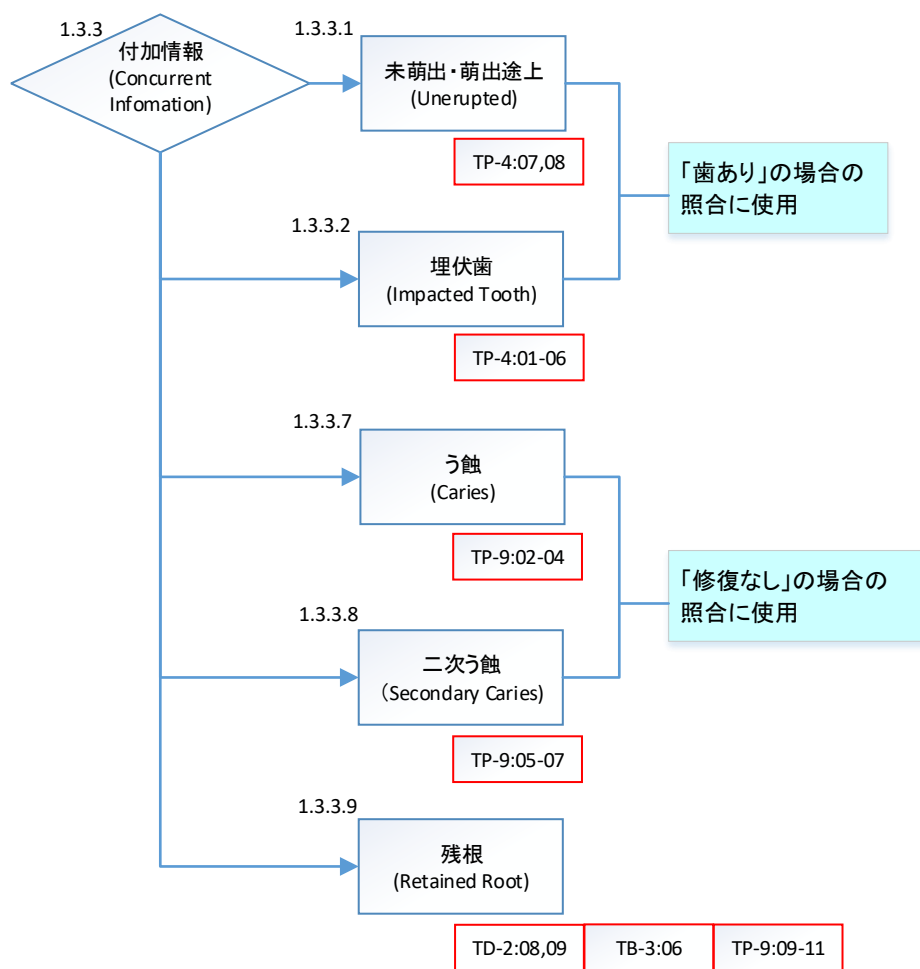 1.3.3
付加情報
(Concurrent
Infomation)
1.3.3.1
未萌出・萌出途上
(Unerupted)
TP-4:07,08
「歯あり」の場合の
照合に使用
1.3.3.2
埋伏歯
(Impacted Tooth)
TP-4:01-06
1.3.3.7
う蝕
(Caries)
TP-9:02-04
「修復なし」の場合の
照合に使用
1.3.3.8
二次う蝕
（Secondary Caries)
TP-9:05-07
1.3.3.9
残根
(Retained Root)
TD-2:08,09
TB-3:06
TP-9:09-11